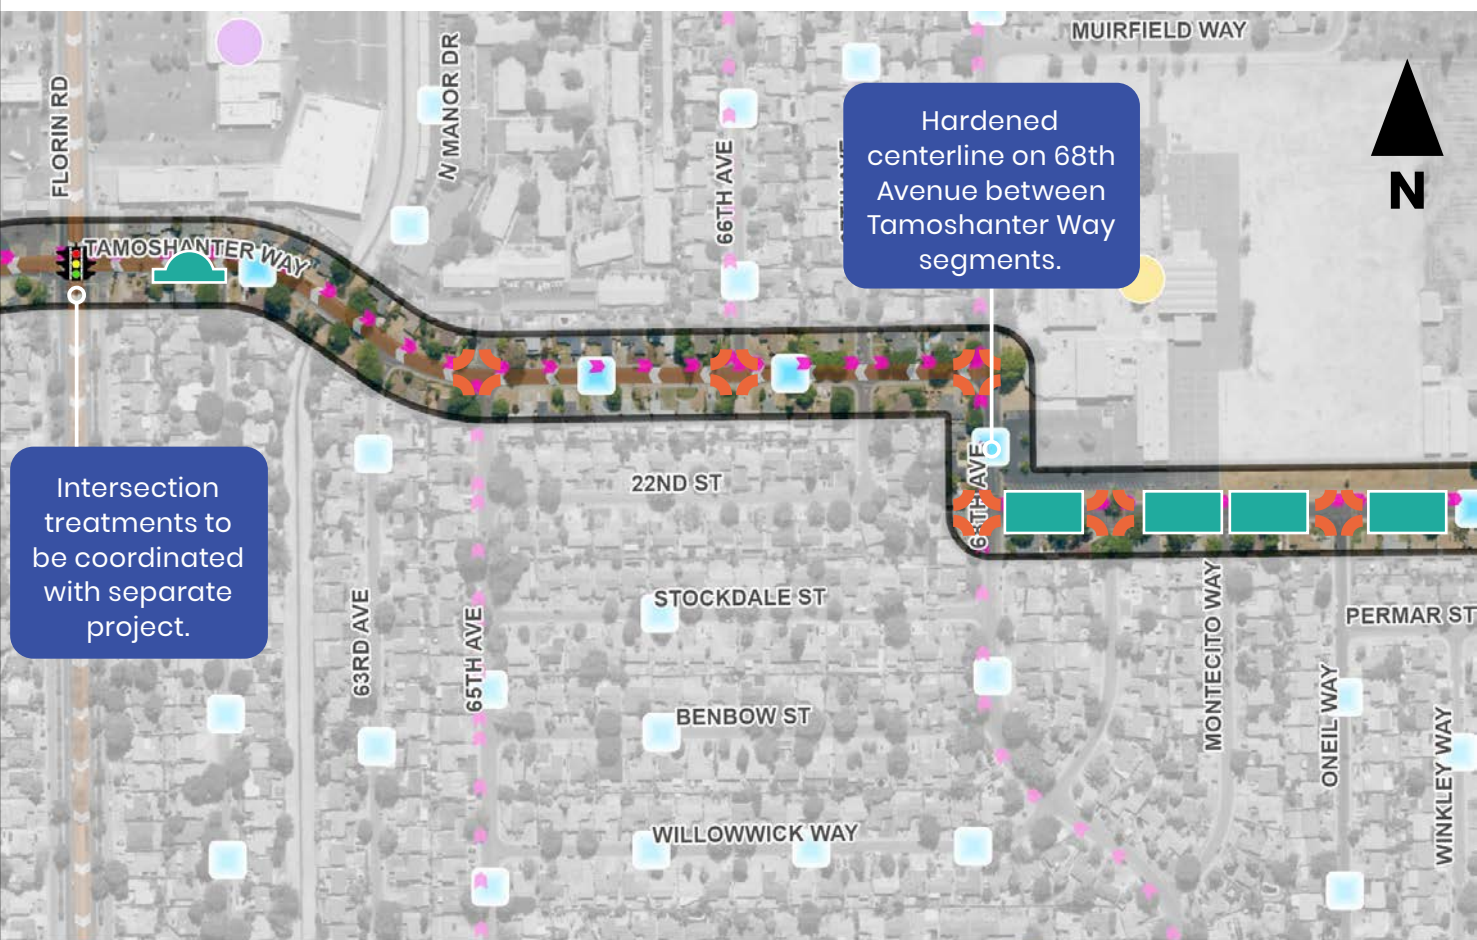 MUIRFIELD WAY
FLORIN RD
N MANOR DR
66TH AVE
Hardened
centerline on 68th
Avenue between
Tamoshanter Way
segments.
N
TAMOSHANTER WAY
22ND ST
68TH AVE
Intersection
treatments to
be coordinated
with separate
project.
STOCKDALE ST
63RD AVE
65TH AVE
MONTECITO WAY
PERMAR ST
ONEIL WAY
WINKLEY WAY
BENBOW ST
WILLOWWICK WAY